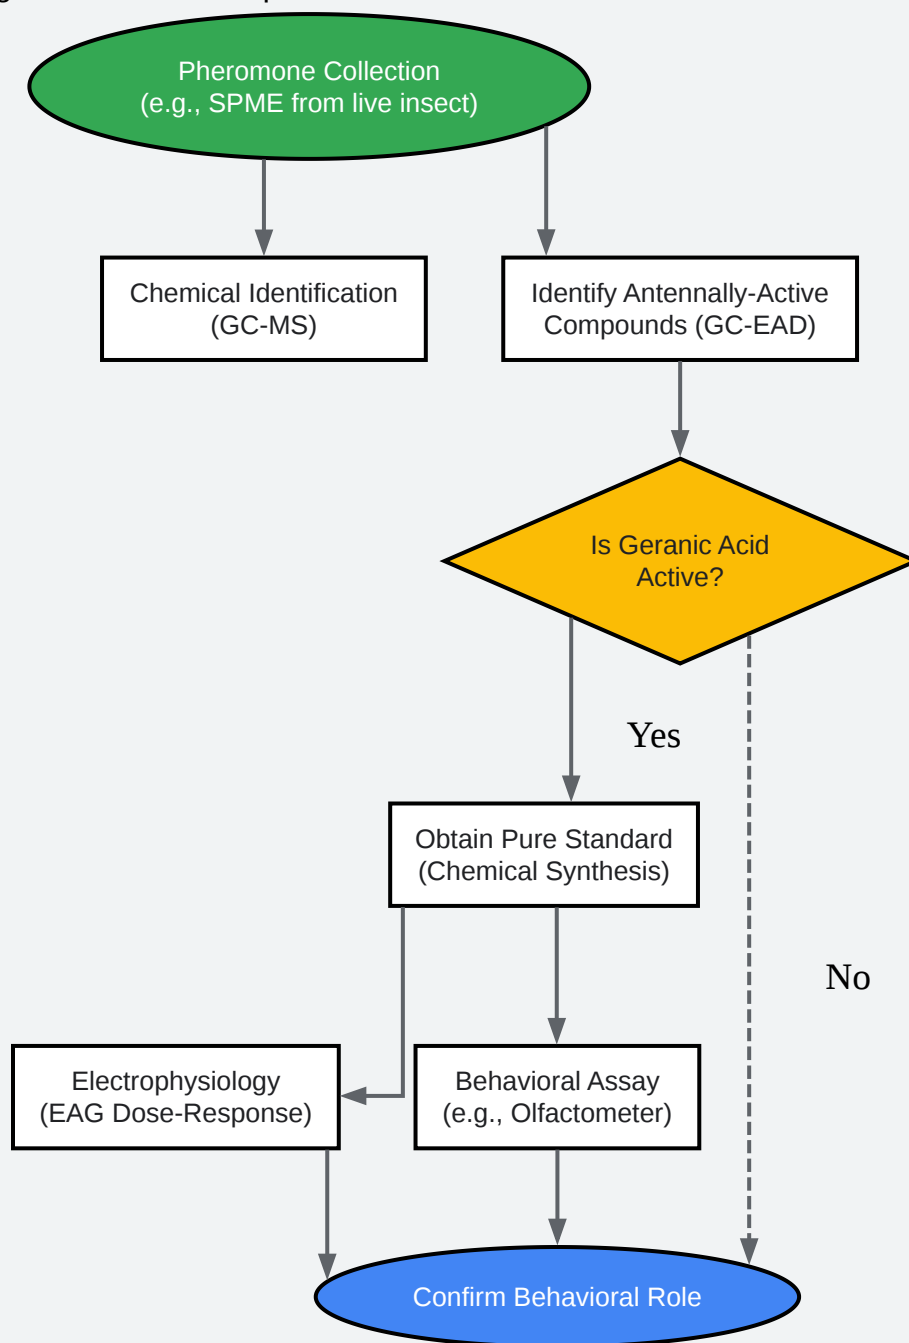 Pheromone Collection
(e.g., SPME from live insect)
Chemical Identification
(GC-MS)
Identify Antennally-Active
Compounds (GC-EAD)
Is Geranic Acid
Active?
Yes
Obtain Pure Standard
(Chemical Synthesis)
No
Electrophysiology
(EAG Dose-Response)
Behavioral Assay
(e.g., Olfactometer)
Confirm Behavioral Role